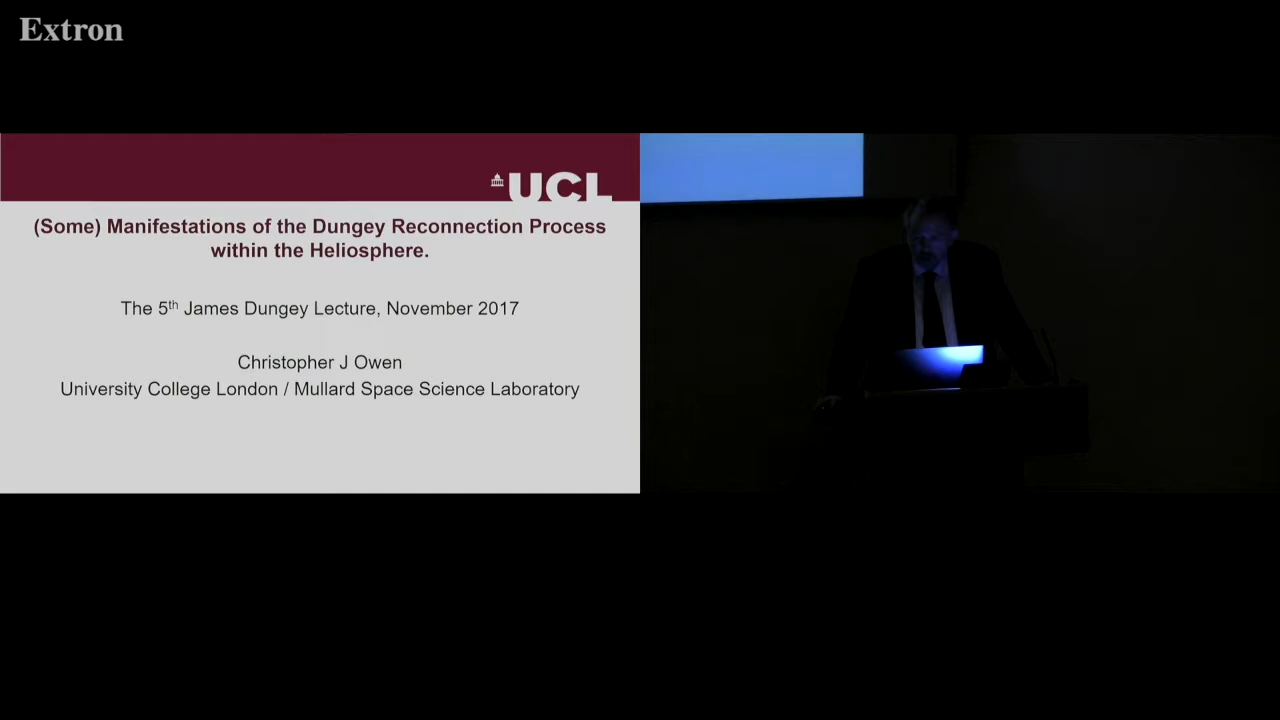 Extron
UCL
(Some) Manifestations of the Dungey Reconnection Process
within the Heliosphere.
The 5th James Dungey Lecture, November 2017
Christopher J Owen
University College London / Mullard Space Science Laboratory